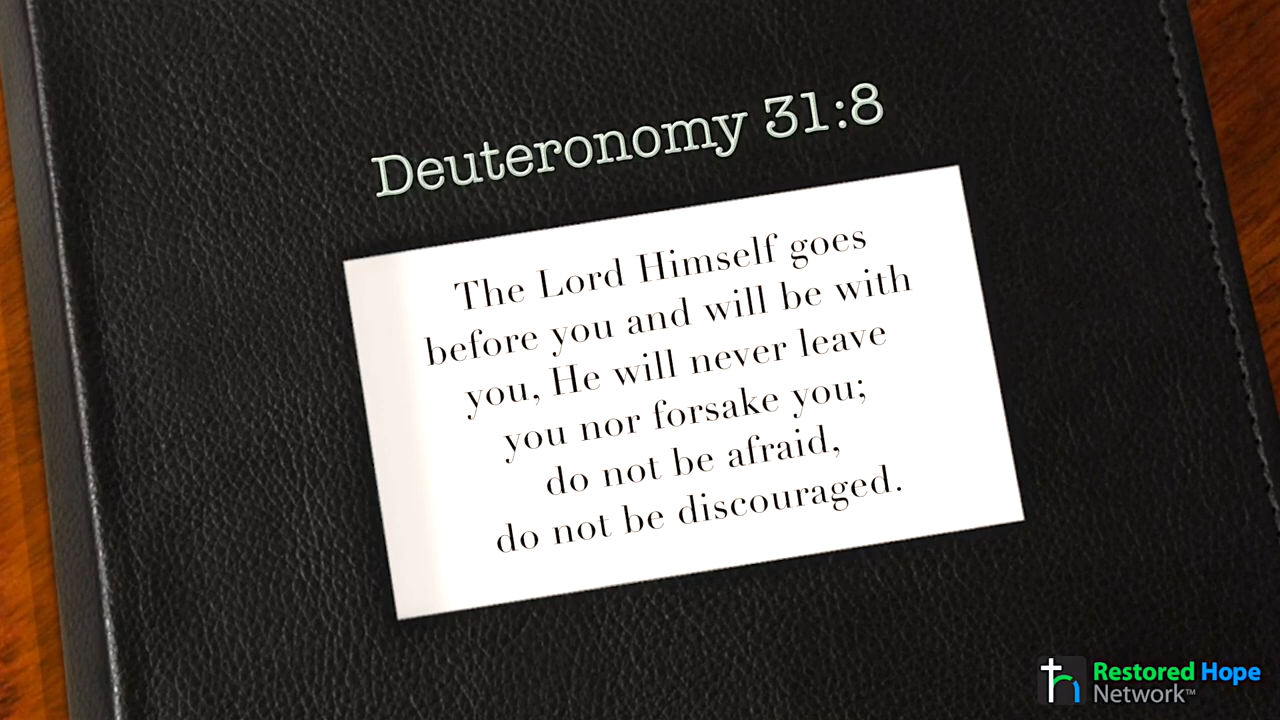 Deuteronomy 31:8
The Lord Himself goes
before you and will be with
you, He will never leave
you nor forsake you;
do not be afraid,
do not be discouraged.
Restored Hope
Network™